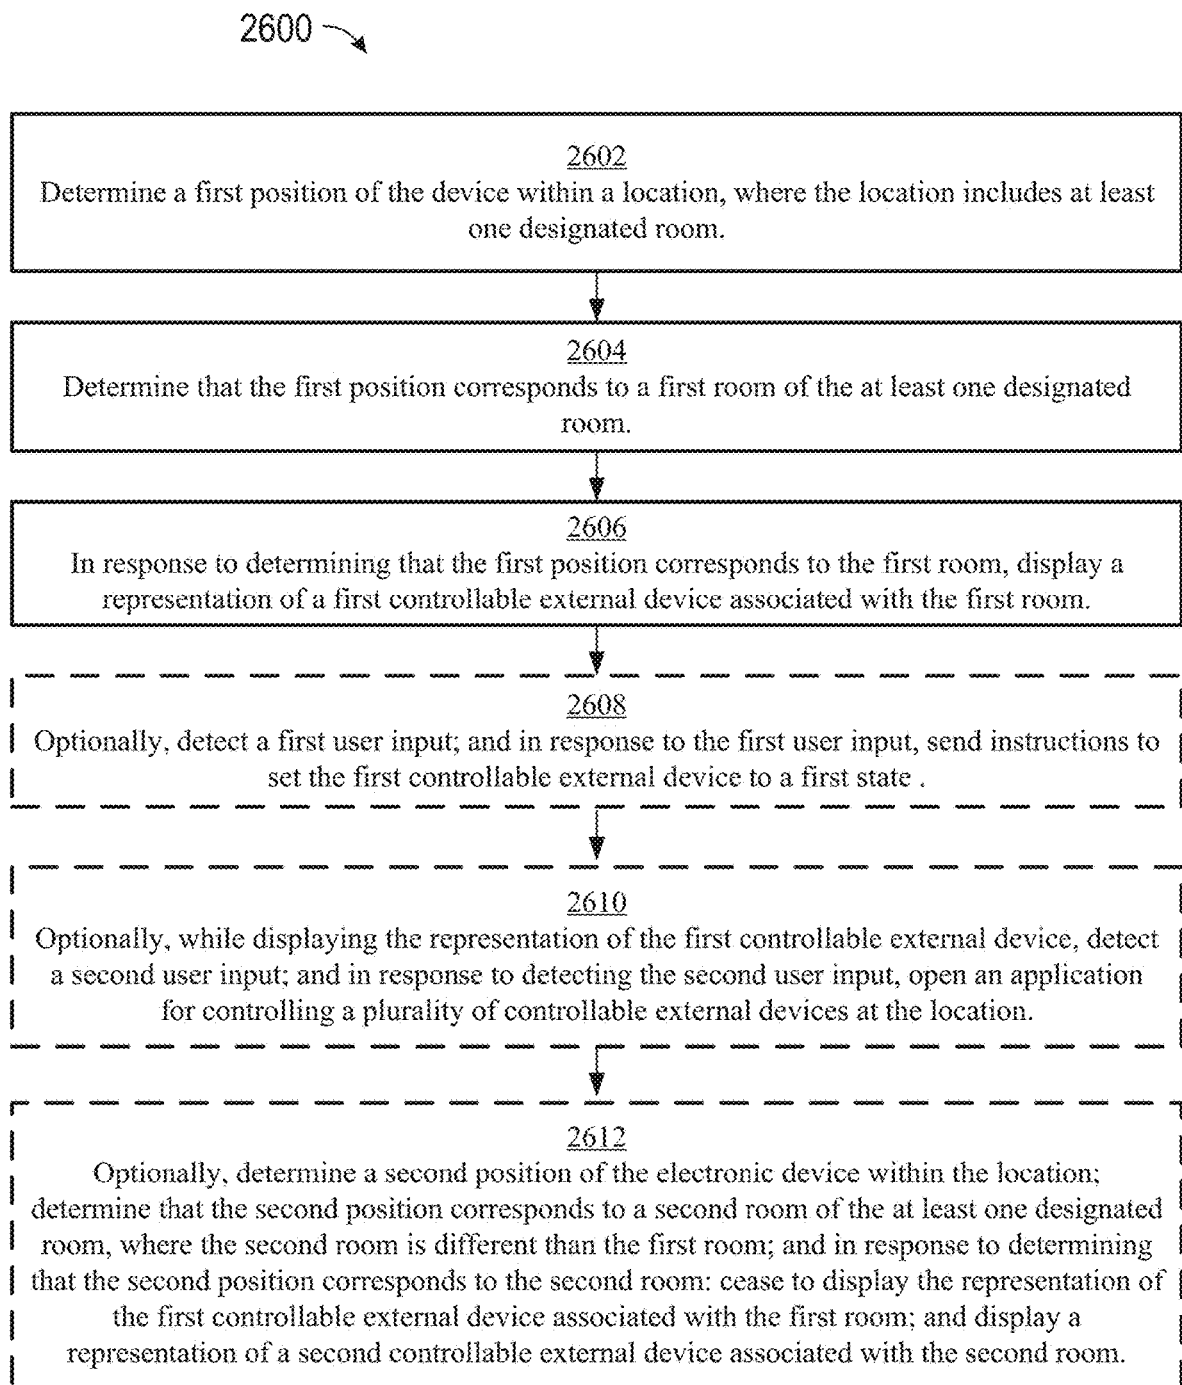 2600
2602
Determine a first position of the device within a location, where the location includes at least
one designated room.
2604
Determine that the first position corresponds to a first room of the at least one designated
room.
2606
In response to determining that the first position corresponds to the first room, display a
representation of a first controllable external device associated with the first room.
2608
Optionally, detect a first user input; and in response to the first user input, send instructions to
set the first controllable external device to a first state .
2610
Optionally, while displaying the representation of the first controllable external device, detect
a second user input; and in response to detecting the second user input, open an application
for controlling a plurality of controllable external devices at the location.
2612
Optionally, determine a second position of the electronic device within the location;
determine that the second position corresponds to a second room of the at least one designated
room, where the second room is different than the first room; and in response to determining
that the second position corresponds to the second room: cease to display the representation of
the first controllable external device associated with the first room; and display a
representation of a second controllable external device associated with the second room.